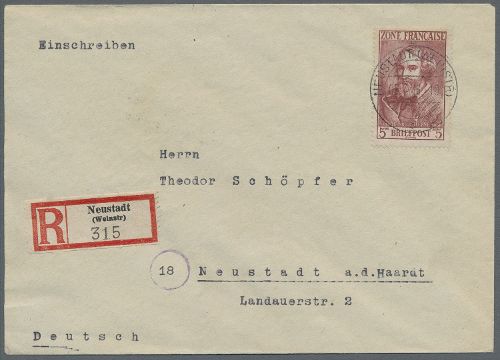 Einschreiben
ZONE FRANÇAISE
5 BRIEFPOST 5
Herrn
Theodor Schöpfer
R
Neustadt
(Weinstr)
315
18 Neustadt a.d.Haardt
Landauerstr. 2
Deutsch